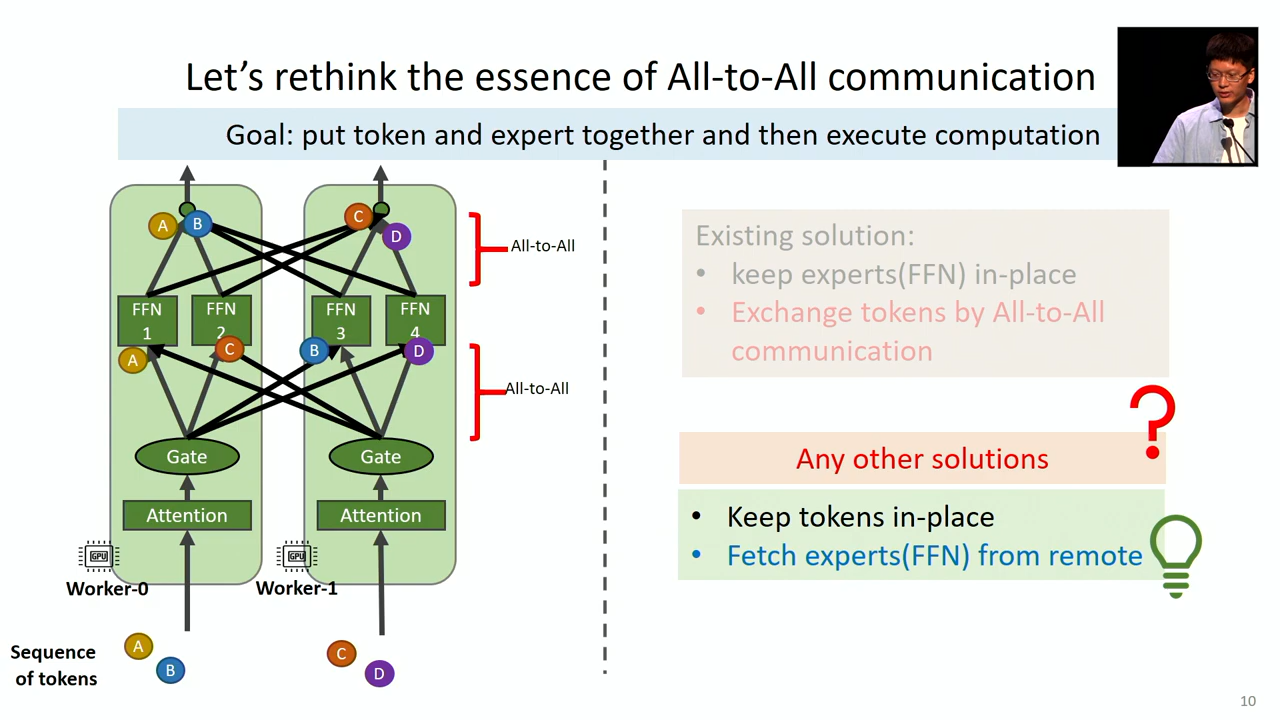 Let's rethink the essence of All-to-All communication
Goal: put token and expert together and then execute computation
A
B
C
D
All-to-All
FFN
1
FFN
2
FFN
3
FFN
4
A
C
B
D
All-to-All
Gate
Gate
Attention
Attention
GPU
GPU
Worker-0
Worker-1
Sequence
of tokens
A
B
C
D
Existing solution:
• keep experts(FFN) in-place
• Exchange tokens by All-to-All
communication
?
Any other solutions
• Keep tokens in-place
• Fetch experts(FFN) from remote
10